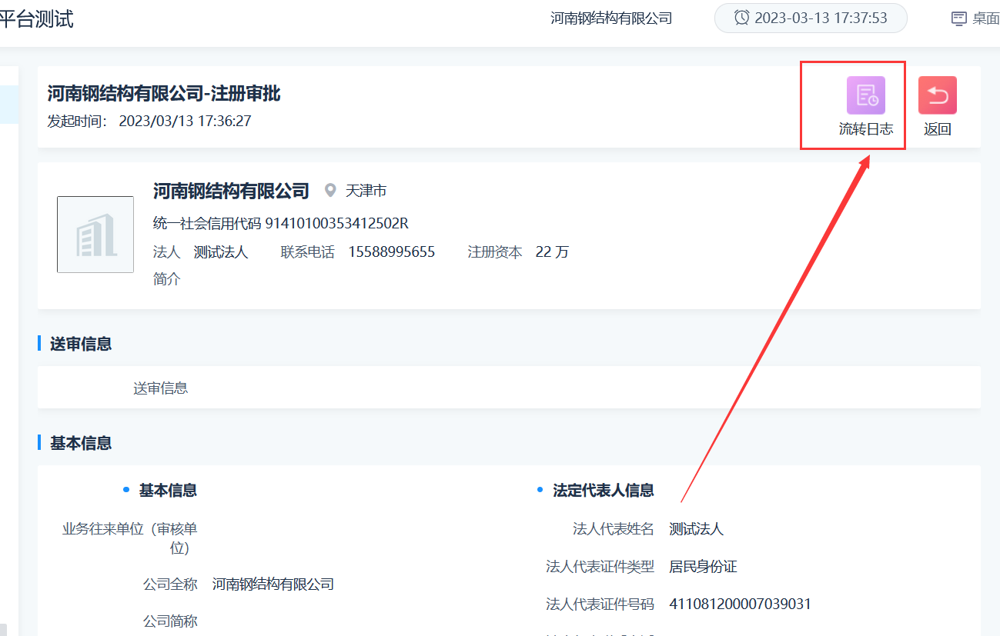 平台测试
河南钢结构有限公司
2023-03-13 17:37:53
桌面
河南钢结构有限公司-注册审批
发起时间： 2023/03/13 17:36:27
流转日志
返回
河南钢结构有限公司 天津市
统一社会信用代码 91410100353412502R
法人 测试法人 联系电话 15588995655 注册资本 22 万
简介
送审信息
送审信息
基本信息
基本信息
业务往来单位（审核单
位）
公司全称 河南钢结构有限公司
公司简称
法定代表人信息
法人代表姓名 测试法人
法人代表证件类型 居民身份证
法人代表证件号码 411081200007039031